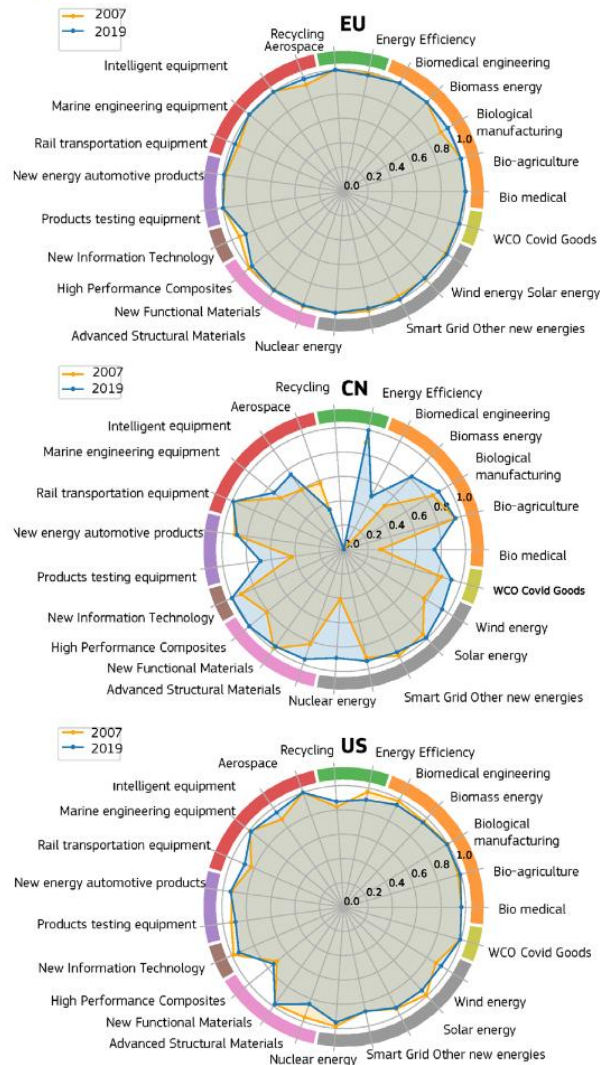 2007
2019
EU
Recycling
Aerospace
Energy Efficiency
Intelligent equipment
Biomedical engineering
Biomass energy
Marine engineering equipment
Biological
manufacturing
Rail transportation equipment
Bio-agriculture
New energy automotive products
Bio medical
Products testing equipment
WCO Covid Goods
New Information Technology
High Performance Composites
Wind energy Solar energy
New Functional Materials
Smart Grid Other new energies
Advanced Structural Materials
Nuclear energy
0.0 0.2 0.4 0.6 0.8 1.0
2007
2019
CN
Recycling
Energy Efficiency
Aerospace
Biomedical engineering
Intelligent equipment
Biomass energy
Marine engineering equipment
Biological
manufacturing
Rail transportation equipment
Bio-agriculture
New energy automotive products
Bio medical
Products testing equipment
WCO Covid Goods
New Information Technology
Wind energy
High Performance Composites
Solar energy
New Functional Materials
Advanced Structural Materials
Smart Grid Other new energies
Nuclear energy
0.0 0.2 0.4 0.6 0.8 1.0
2007
2019
US
Recycling
Energy Efficiency
Aerospace
Biomedical engineering
Intelligent equipment
Biomass energy
Marine engineering equipment
Biological
manufacturing
Rail transportation equipment
Bio-agriculture
New energy automotive products
Bio medical
Products testing equipment
WCO Covid Goods
New Information Technology
High Performance Composites
Wind energy
New Functional Materials
Solar energy
Advanced Structural Materials
Smart Grid Other new energies
Nuclear energy
0.0 0.2 0.4 0.6 0.8 1.0